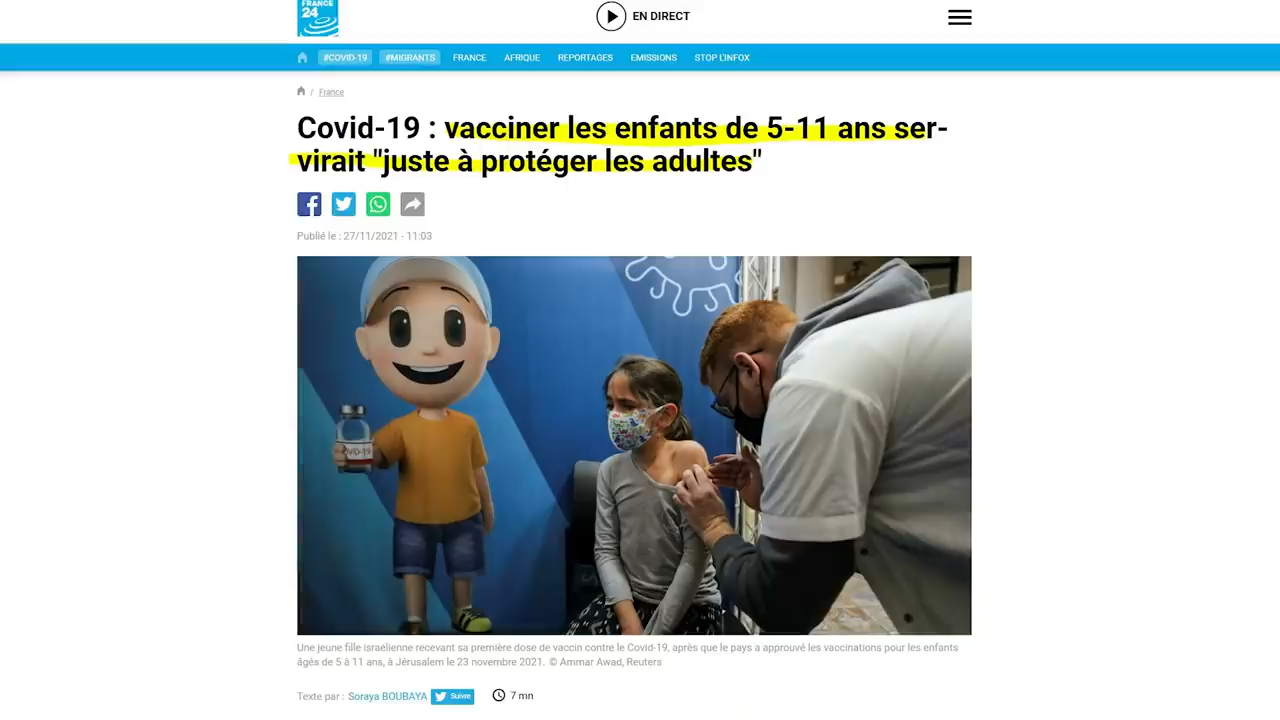 FRANCE
24
EN DIRECT
#COVID-19 #MIGRANTS FRANCE AFRIQUE REPORTAGES EMISSIONS STOP L'INFOX
/ France
Covid-19 : vacciner les enfants de 5-11 ans ser-
virait "juste à protéger les adultes"
Publié le : 27/11/2021 - 11:03
COVID-19
Une jeune fille israélienne recevant sa première dose de vaccin contre le Covid-19, après que le pays a approuvé les vaccinations pour les enfants
âgés de 5 à 11 ans, à Jérusalem le 23 novembre 2021. © Ammar Awad, Reuters
Texte par : Soraya BOUBAYA Suivre 7 mn